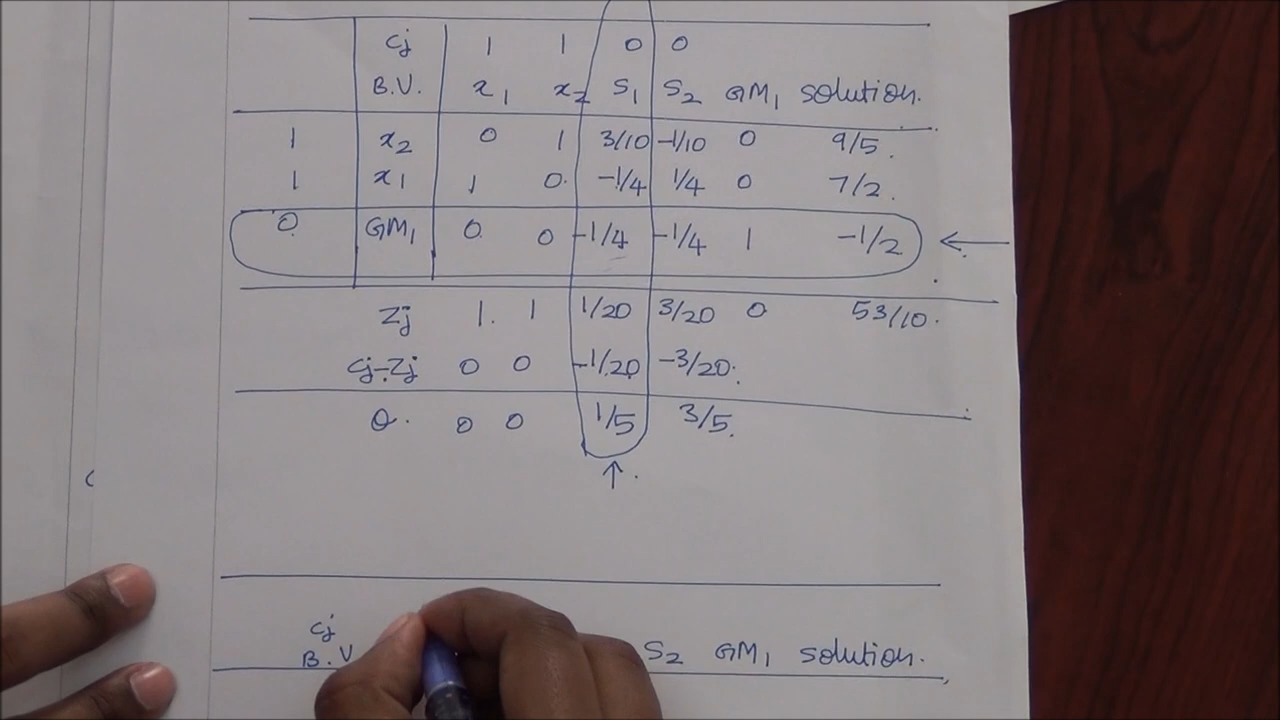 Cj 1 1 0 0
B.V. x1 x2 S1 S2 GM1 solution.
1 x2 0 1 3/10 -1/10 0 9/5.
1 x1 1 0. -1/4 1/4 0 7/2.
0. GM1 0. 0 -1/4 -1/4 1 -1/2
Zj 1. 1 1/20 3/20 0 53/10.
Cj-Zj 0 0 -1/20 -3/20.
θ. 0 0 1/5 3/5.
Cj
B.V S2 GM1 solution.